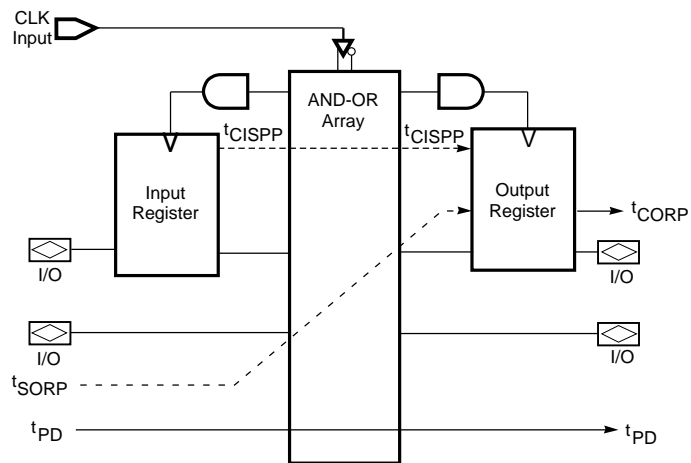 CLK
Input
AND-OR
Array
tCISPP
tCISPP
Input
Register
Output
Register
tCORP
I/O
I/O
I/O
I/O
tSORP
tPD
tPD